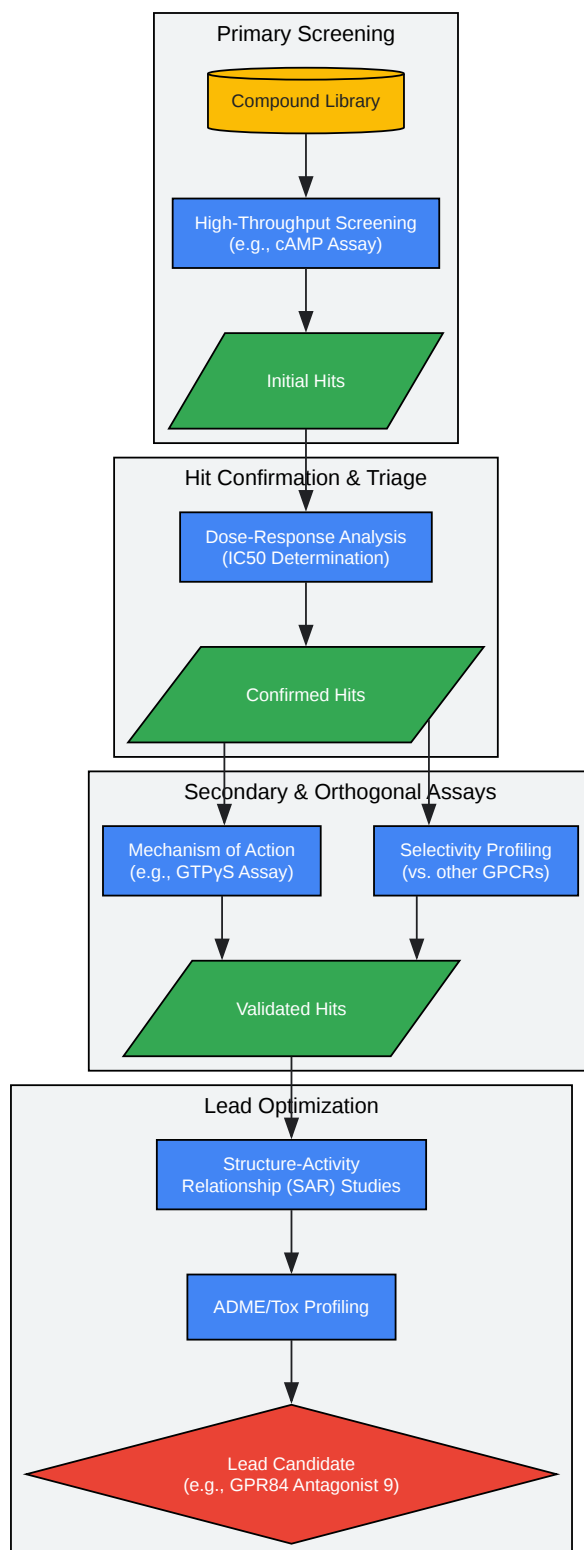 Primary Screening
Compound Library
High-Throughput Screening
(e.g., cAMP Assay)
Initial Hits
Hit Confirmation & Triage
Dose-Response Analysis
(IC50 Determination)
Confirmed Hits
Secondary & Orthogonal Assays
Mechanism of Action
(e.g., GTPγS Assay)
Selectivity Profiling
(vs. other GPCRs)
Validated Hits
Lead Optimization
Structure-Activity
Relationship (SAR) Studies
ADME/Tox Profiling
Lead Candidate
(e.g., GPR84 Antagonist 9)